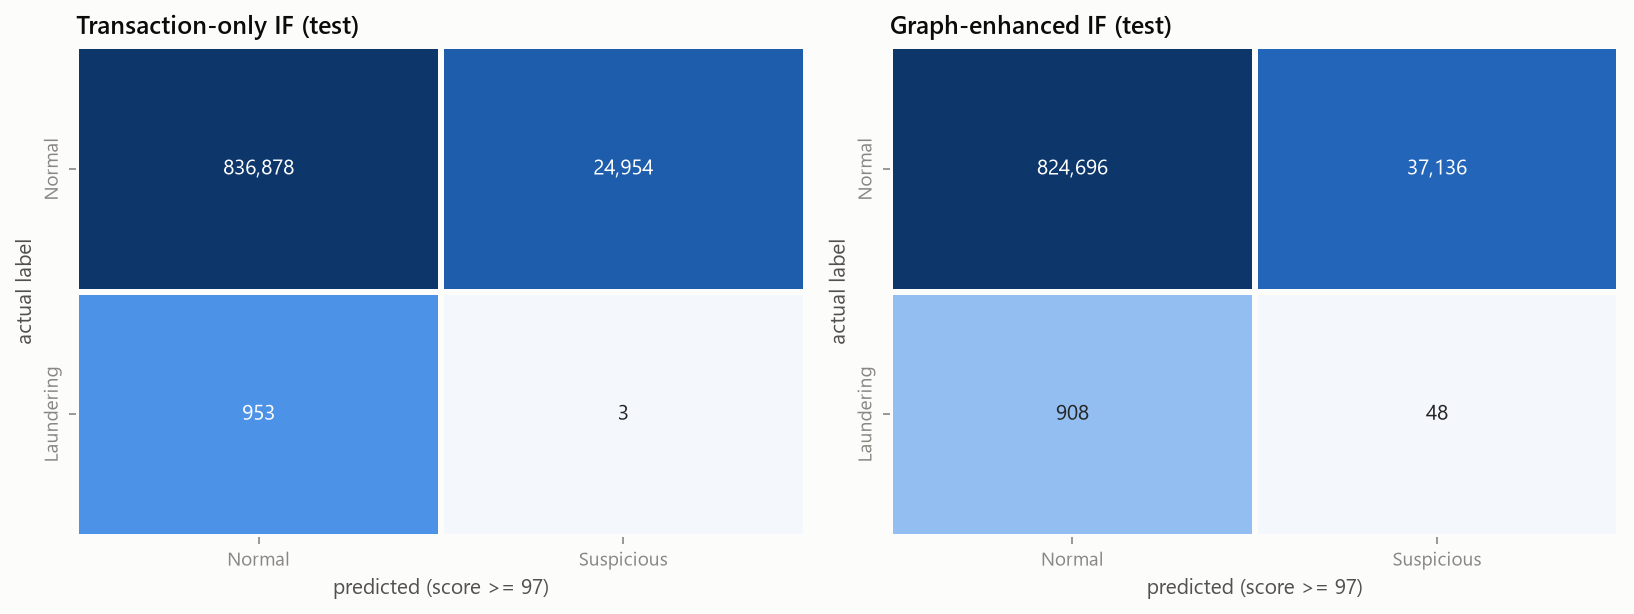 Transaction-only IF (test)
Normal
836,878
24,954
actual label
Laundering
953
3
Normal
Suspicious
predicted (score >= 97)
Graph-enhanced IF (test)
Normal
824,696
37,136
actual label
Laundering
908
48
Normal
Suspicious
predicted (score >= 97)